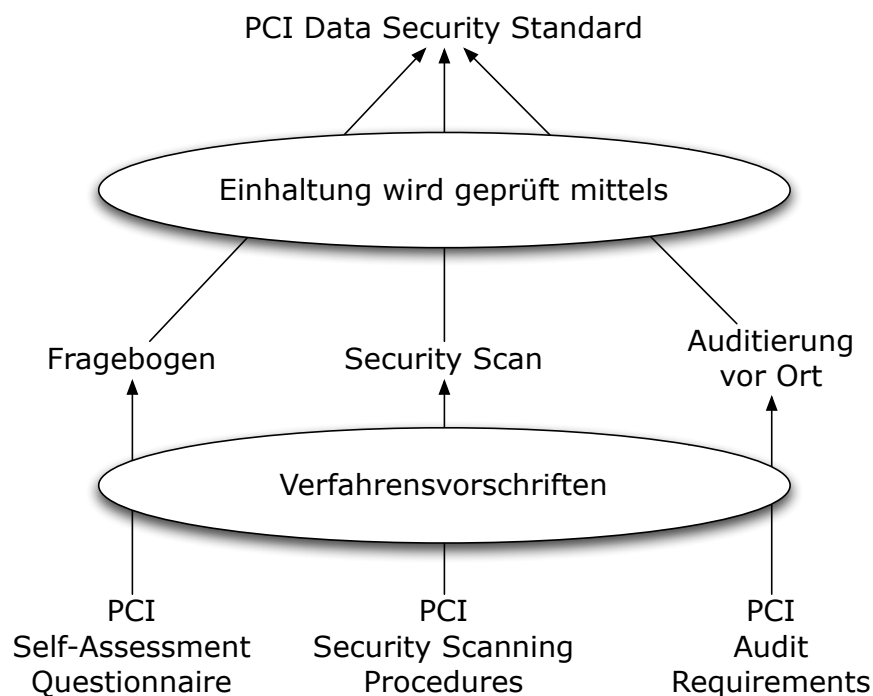 PCI Data Security Standard
Einhaltung wird geprüft mittels
Fragebogen
Security Scan
Auditierung
vor Ort
Verfahrensvorschriften
PCI
Self-Assessment
Questionnaire
PCI
Security Scanning
Procedures
PCI
Audit
Requirements